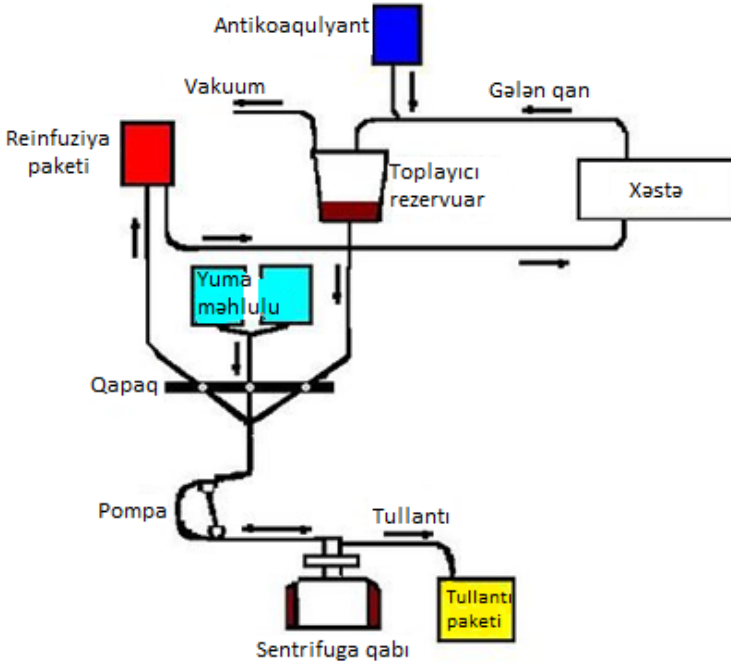 Antikoaqulyant
Vakuum
Gələn qan
Reinfuziya
paketi
Toplayıcı
rezervuar
Xəstə
Yuma
məhlulu
Qapaq
Pompa
Tullantı
Tullantı
paketi
Sentrifuga qabı